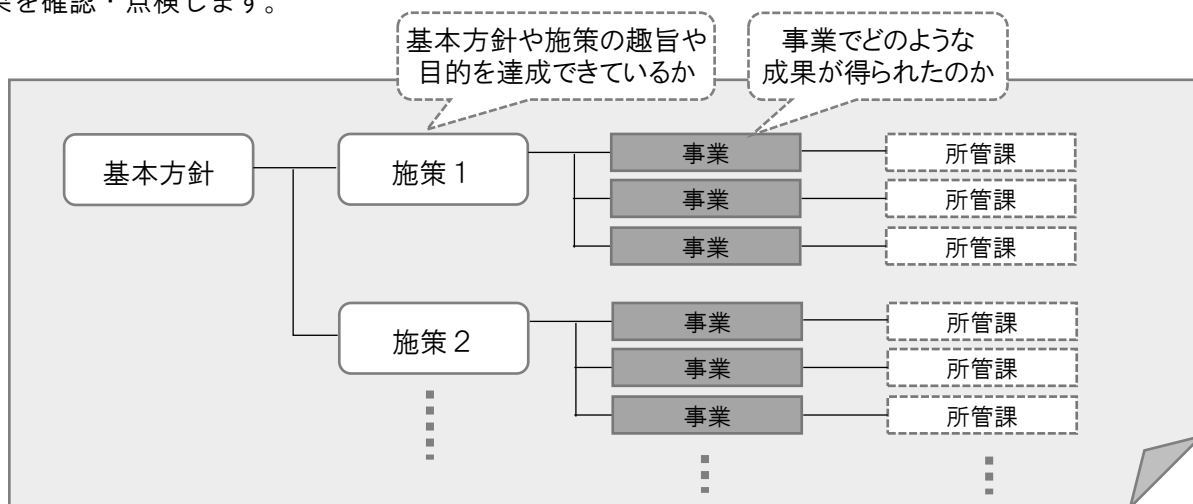 果を確認・点検します。
基本方針や施策の趣旨や
目的を達成できているか
事業でどのような
成果が得られたのか
基本方針
施策１
事業
所管課
事業
所管課
事業
所管課
施策２
事業
所管課
事業
所管課
事業
所管課